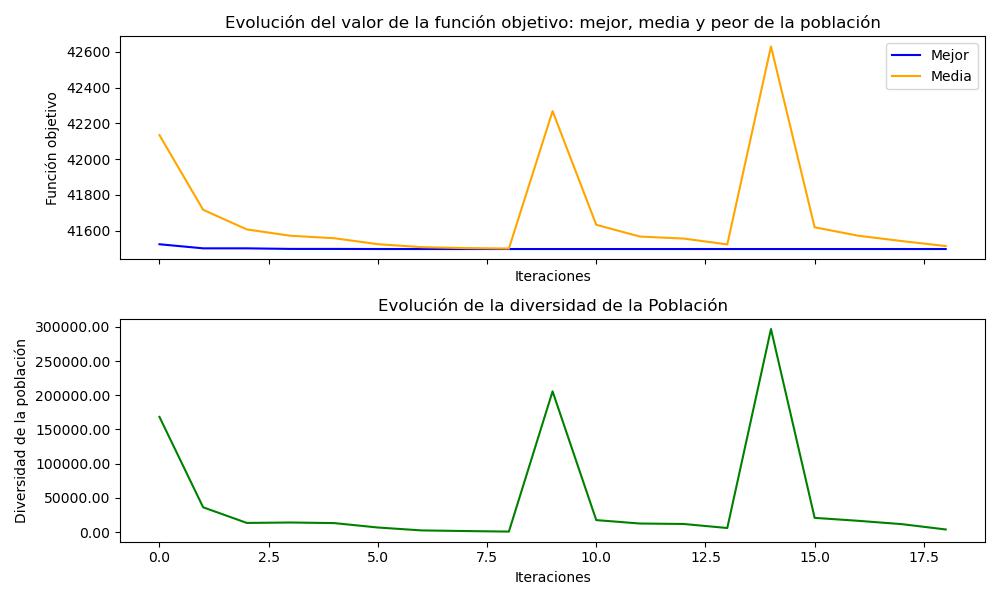 Evolución del valor de la función objetivo: mejor, media y peor de la población
Función objetivo
42600
42400
42200
42000
41800
41600
Mejor
Media
Iteraciones
Evolución de la diversidad de la Población
Diversidad de la población
300000.00
250000.00
200000.00
150000.00
100000.00
50000.00
0.00
0.0 2.5 5.0 7.5 10.0 12.5 15.0 17.5
Iteraciones